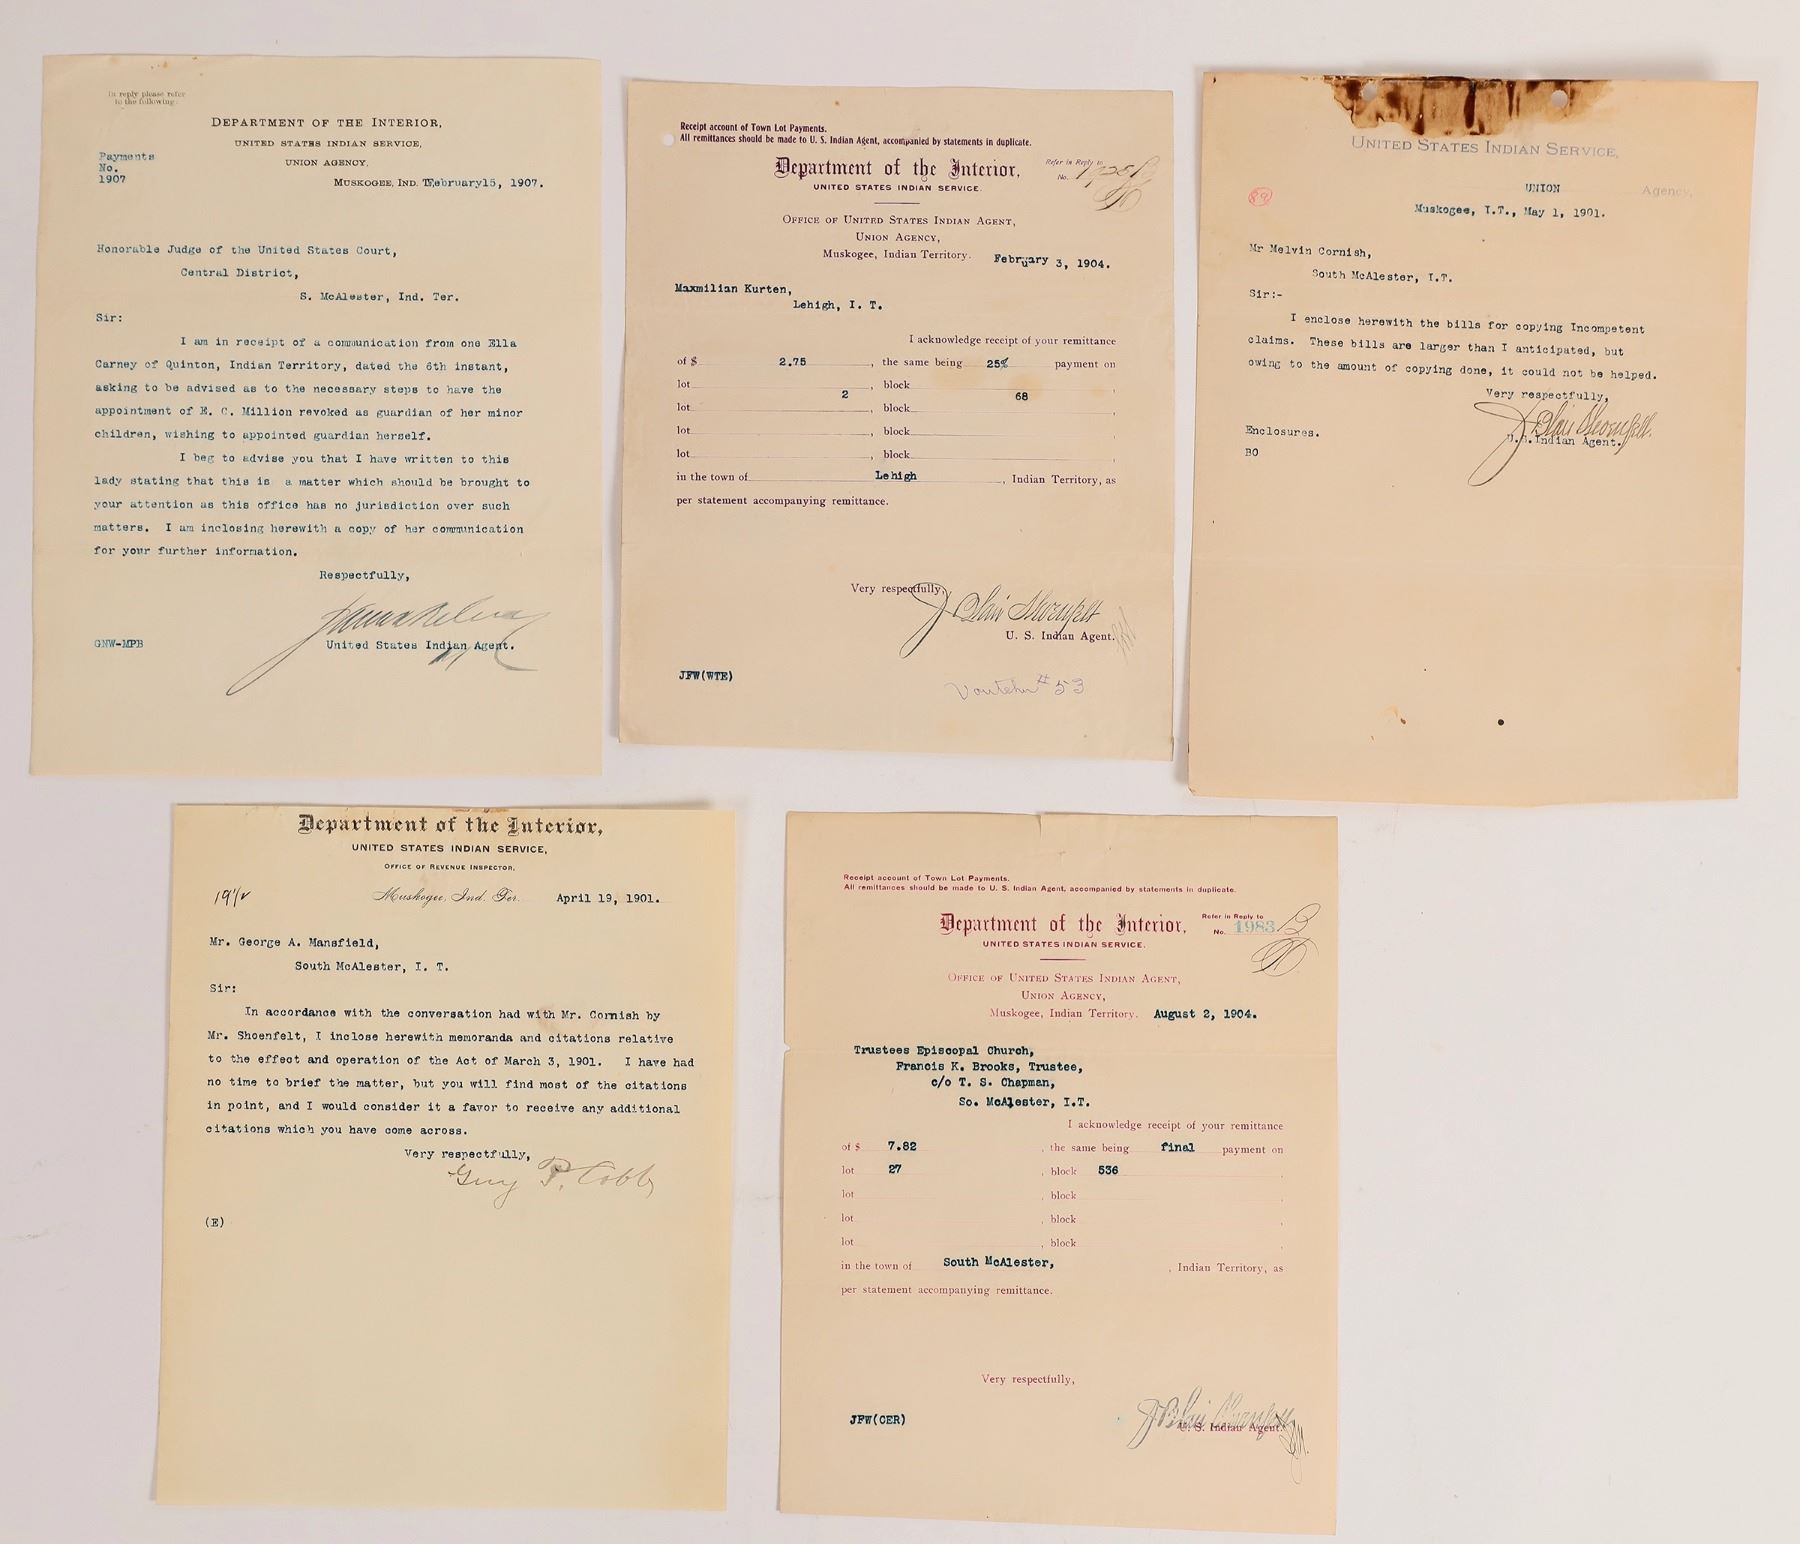 In reply please refer
to the following:
DEPARTMENT OF THE INTERIOR,
UNITED STATES INDIAN SERVICE,
UNION AGENCY,
Payments
No.
1907
MUSKOGEE, IND. TFebruary15, 1907.
Honorable Judge of the United States Court,
Central District,
S. McAlester, Ind. Ter.
Sir:
I am in receipt of a communication from one Ella
Carney of Quinton, Indian Territory, dated the 6th instant,
asking to be advised as to the necessary steps to have the
appointment of E. C. Million revoked as guardian of her minor
children, wishing to appointed guardian herself.
I beg to advise you that I have written to this
lady stating that this is a matter which should be brought to
your attention as this office has no jurisdiction over such
matters. I am inclosing herewith a copy of her communication
for your further information.
Respectfully,
GNW-MPB
United States Indian Agent.
Receipt account of Town Lot Payments.
All remittances should be made to U. S. Indian Agent, accompanied by statements in duplicate.
Department of the Interior,
UNITED STATES INDIAN SERVICE.
Refer in Reply to
No.
OFFICE OF UNITED STATES INDIAN AGENT,
UNION AGENCY,
Muskogee, Indian Territory. February 3, 1904.
Maxmilian Kurten,
Lehigh, I. T.
I acknowledge receipt of your remittance
of $ 2.75, the same being 25% payment on
lot 2, block 68,
lot, block,
lot, block,
lot, block,
in the town of Lehigh, Indian Territory, as
per statement accompanying remittance.
Very respectfully,
J Blair Shoenfelt
U. S. Indian Agent.
JFW(WTE)
# 53
UNITED STATES INDIAN SERVICE,
89
UNION Agency,
Muskogee, I.T., May 1, 1901.
Mr Melvin Cornish,
South McAlester, I.T.
Sir:-
I enclose herewith the bills for copying Incompetent
claims. These bills are larger than I anticipated, but
owing to the amount of copying done, it could not be helped.
Very respectfully,
J Blair Shoenfelt.
U.S.Indian Agent.
Enclosures.
BO
Department of the Interior,
UNITED STATES INDIAN SERVICE,
OFFICE OF REVENUE INSPECTOR,
Muskogee, Ind. Ter. April 19, 1901.
Mr. George A. Mansfield,
South McAlester, I. T.
Sir:
In accordance with the conversation had with Mr. Cornish by
Mr. Shoenfelt, I inclose herewith memoranda and citations relative
to the effect and operation of the Act of March 3, 1901. I have had
no time to brief the matter, but you will find most of the citations
in point, and I would consider it a favor to receive any additional
citations which you have come across.
Very respectfully,
Guy P. Cobb
(E)
Receipt account of Town Lot Payments.
All remittances should be made to U. S. Indian Agent, accompanied by statements in duplicate.
Department of the Interior,
UNITED STATES INDIAN SERVICE.
Refer in Reply to
No. 1983 B
OFFICE OF UNITED STATES INDIAN AGENT,
UNION AGENCY,
Muskogee, Indian Territory. August 2, 1904.
Trustees Episcopal Church,
Francis K. Brooks, Trustee,
c/o T. S. Chapman,
So. McAlester, I.T.
I acknowledge receipt of your remittance
of $ 7.82, the same being final payment on
lot 27, block 536,
lot, block,
lot, block,
lot, block,
in the town of South McAlester, , Indian Territory, as
per statement accompanying remittance.
Very respectfully,
J Blair Shoenfelt
U. S. Indian Agent.
JFW(CER)